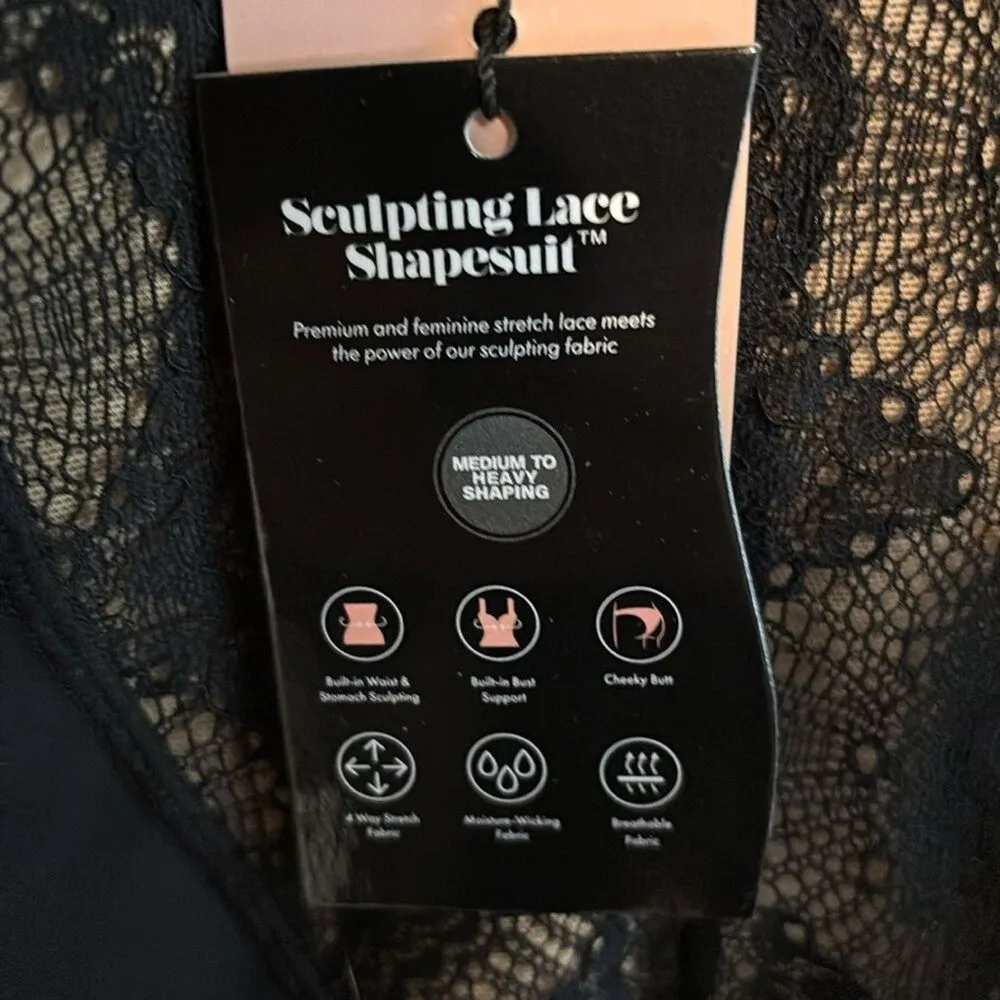 Sculpting Lace
Shapesuit™
Premium and feminine stretch lace meets
the power of our sculpting fabric
MEDIUM TO
HEAVY
SHAPING
Built-in Waist &
Stomach Sculpting
Built-in Bust
Support
Cheeky Butt
4 Way Stretch
Fabric
Moisture-Wicking
Fabric
Breathable
Fabric